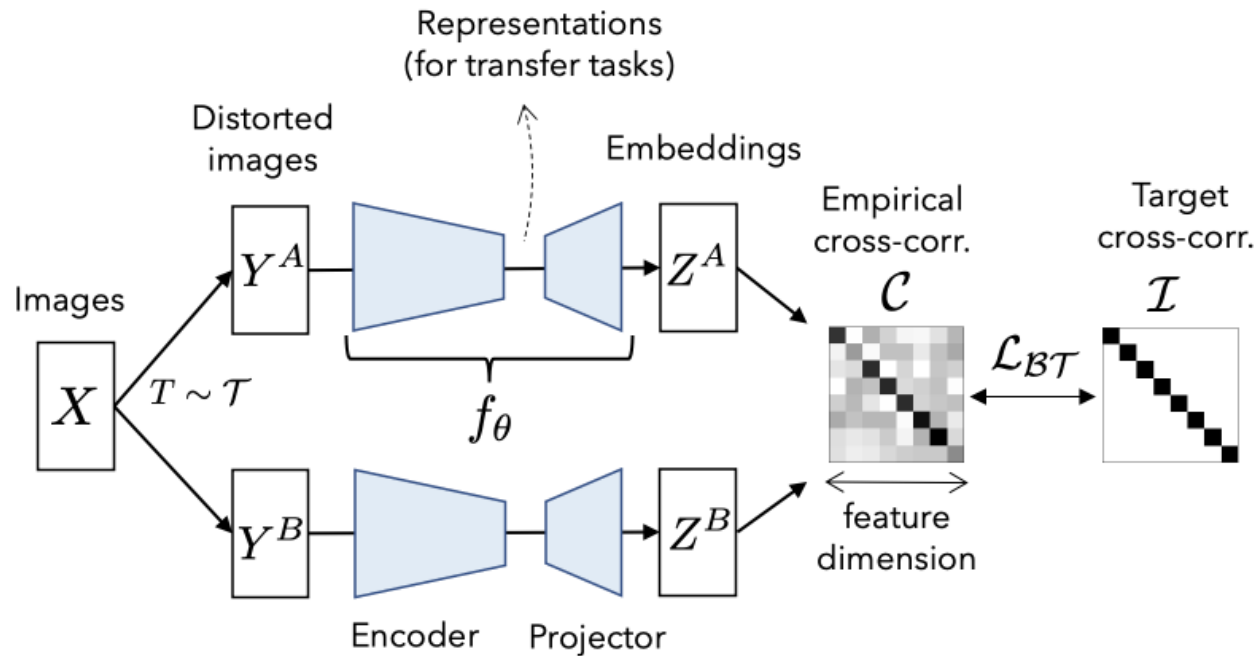 Representations
(for transfer tasks)
Distorted
images
Embeddings
Empirical
cross-corr.
Target
cross-corr.
Images
Y^A
Z^A
𝒞
ℐ
X
T ∼ 𝒯
f_θ
ℒ_ℬ𝒯
Y^B
Z^B
feature
dimension
Encoder
Projector